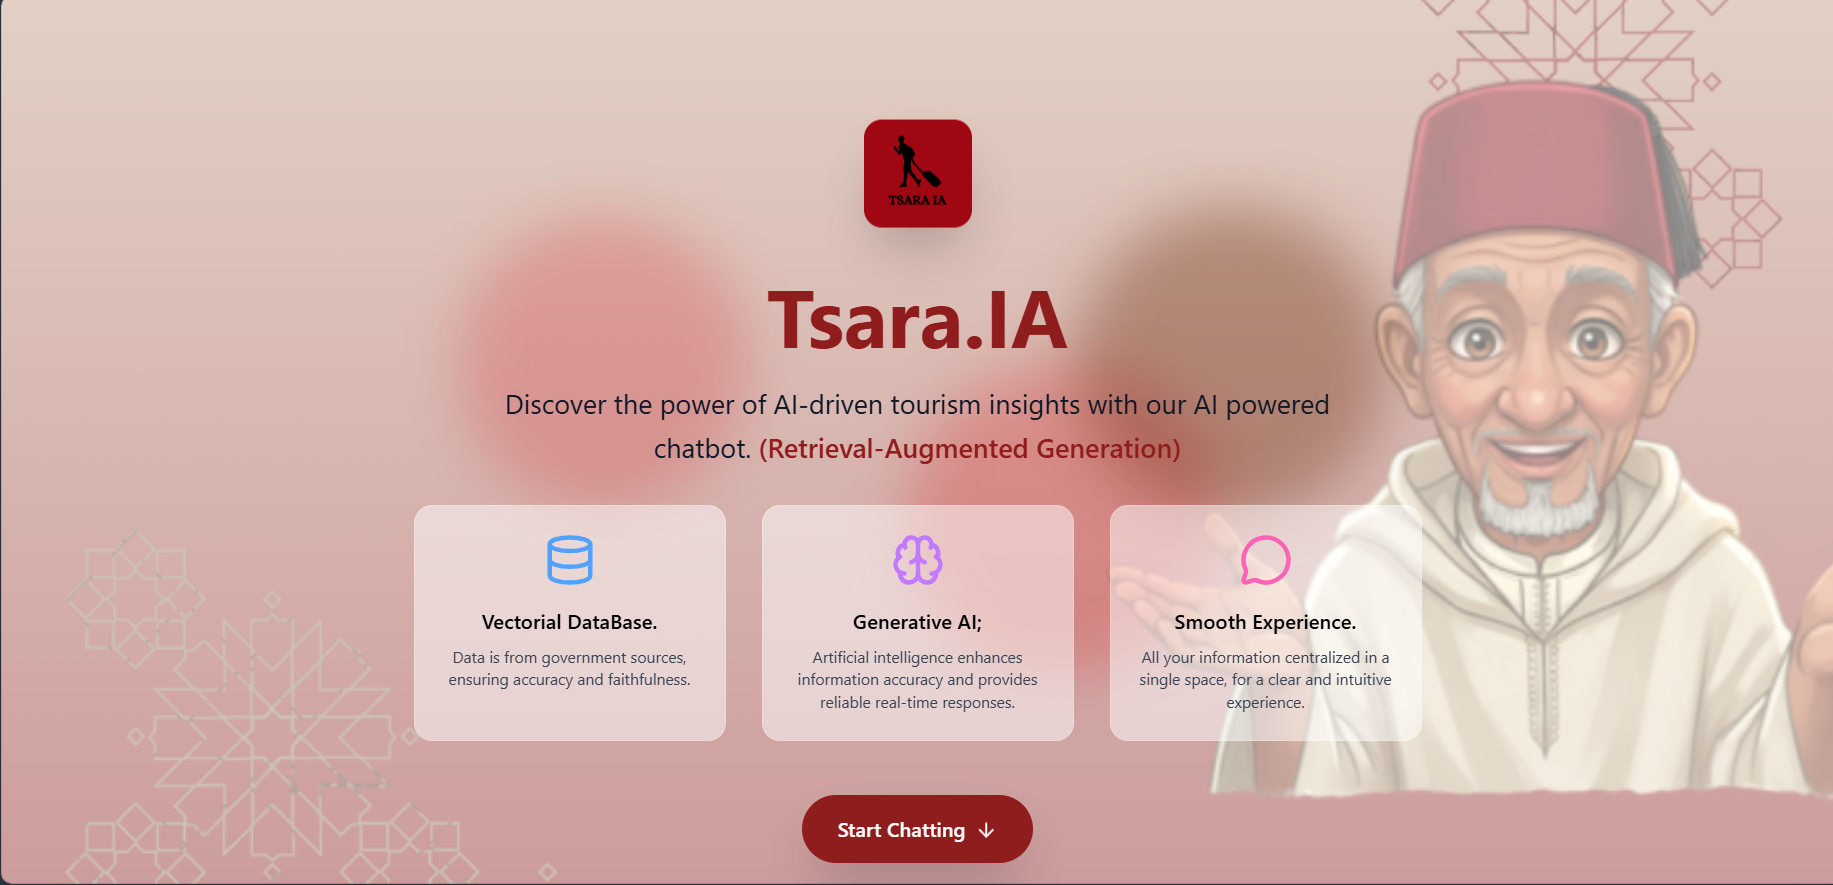 TSARA IA
Tsara.IA
Discover the power of AI-driven tourism insights with our AI powered
chatbot. (Retrieval-Augmented Generation)
Vectorial DataBase.
Data is from government sources,
ensuring accuracy and faithfulness.
Generative AI;
Artificial intelligence enhances
information accuracy and provides
reliable real-time responses.
Smooth Experience.
All your information centralized in a
single space, for a clear and intuitive
experience.
Start Chatting ↓